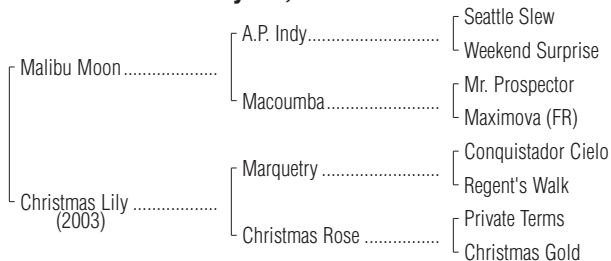 Seattle Slew
A.P. Indy
Weekend Surprise
Malibu Moon
Mr. Prospector
Macoumba
Maximova (FR)
Conquistador Cielo
Marquetry
Regent's Walk
Christmas Lily
(2003)
Private Terms
Christmas Rose
Christmas Gold